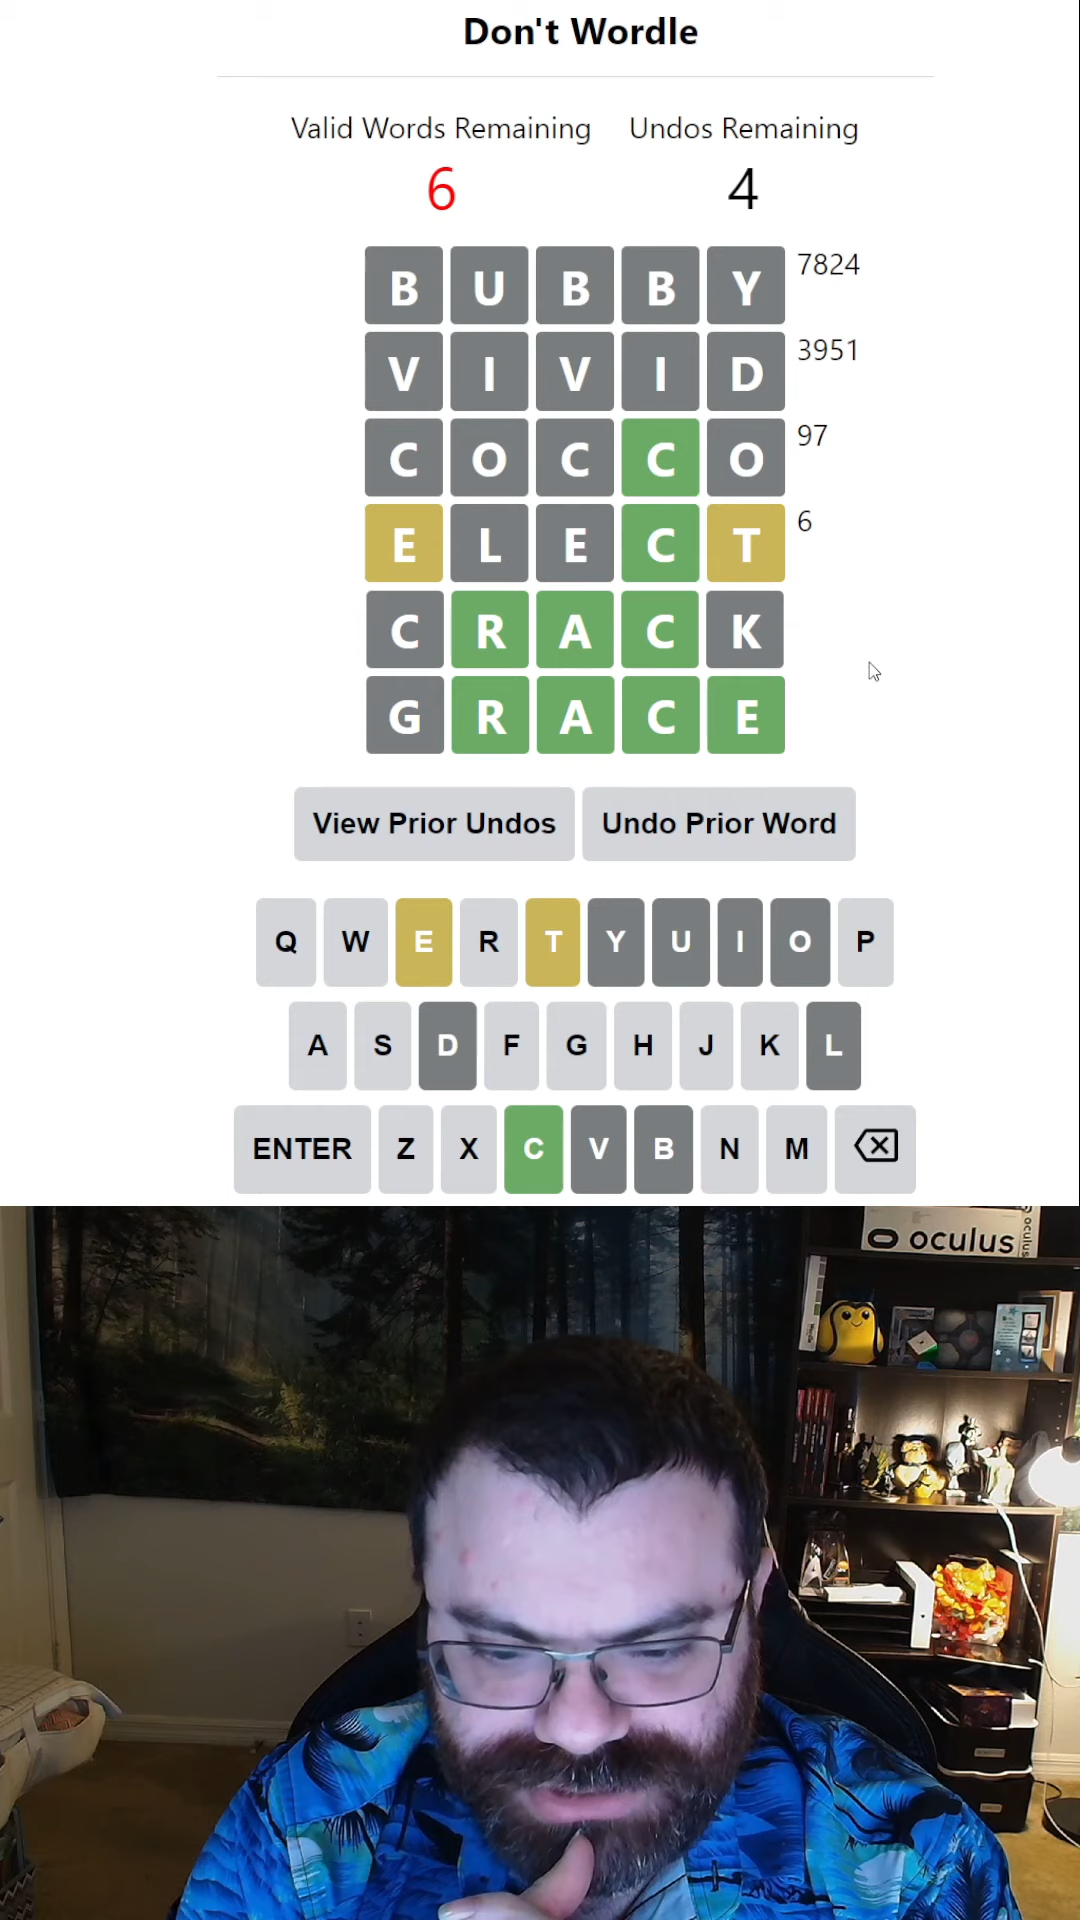 Don't Wordle
Valid Words Remaining Undos Remaining
6 4
B U B B Y 7824
V I V I D 3951
C O C C O 97
E L E C T 6
C R A C K
G R A C E
View Prior Undos Undo Prior Word
Q W E R T Y U I O P
A S D F G H J K L
ENTER Z X C V B N M
oculus
oculus